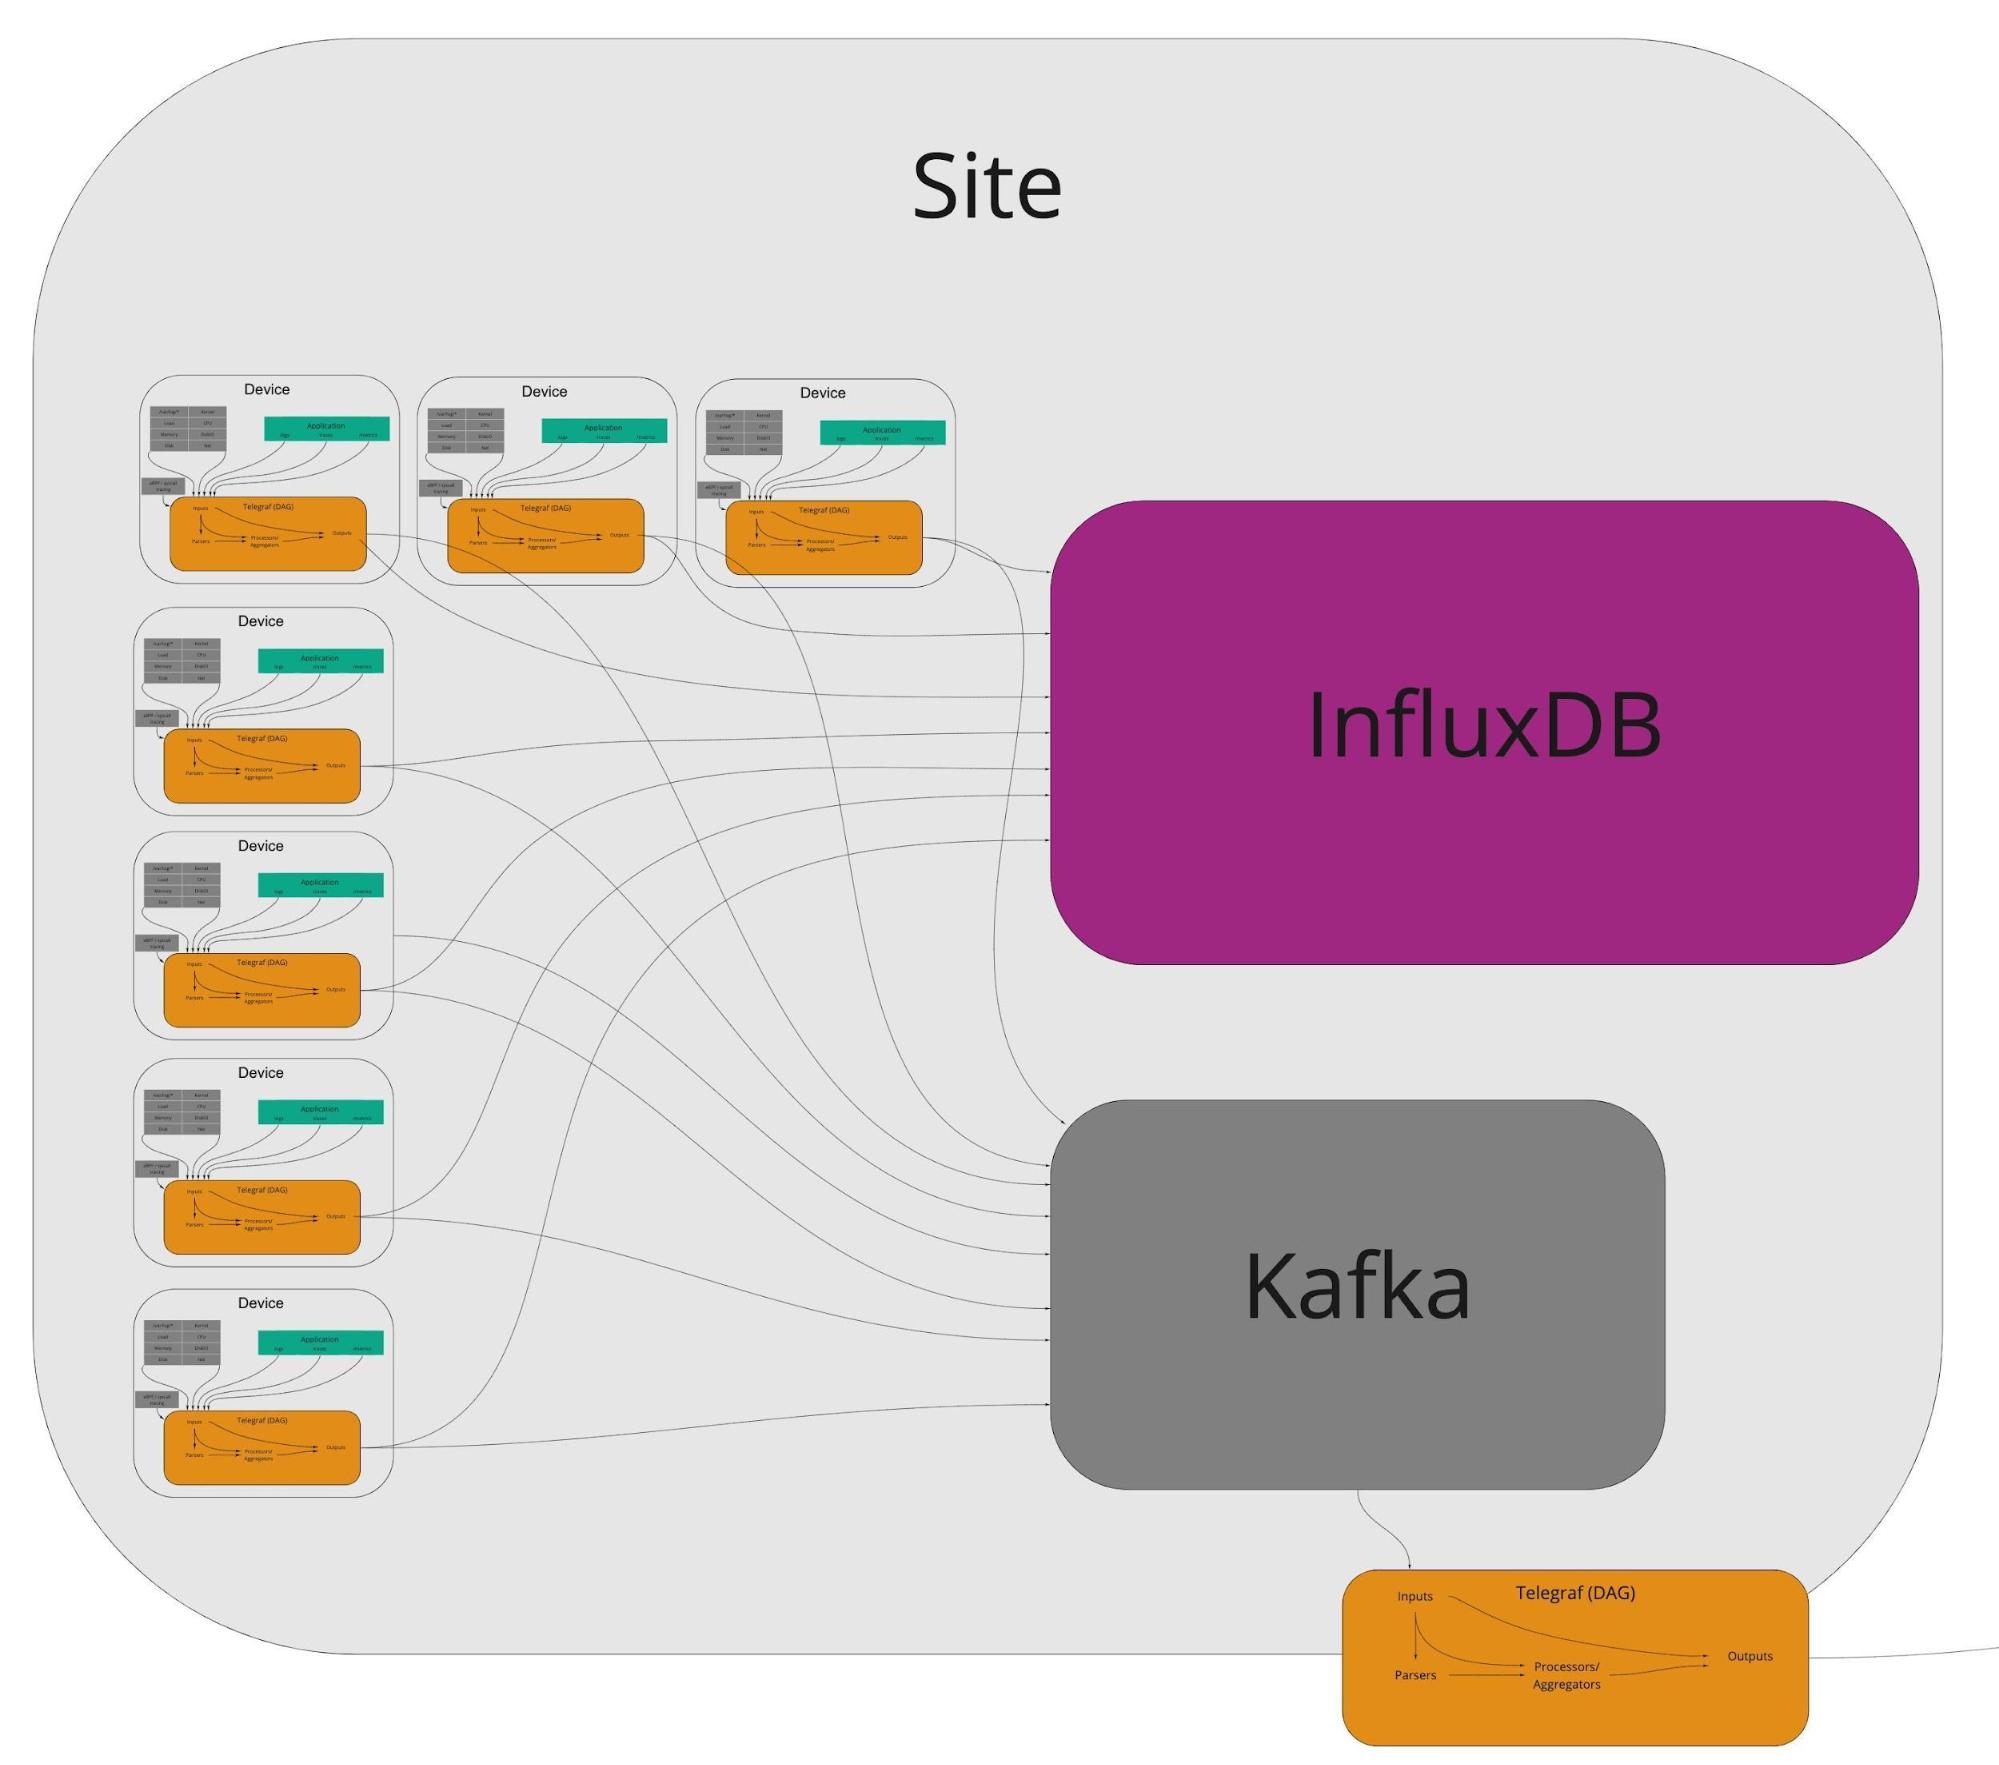 Site
Device
/var/log/* Kernel
Load CPU
Memory DiskIO
Disk Net
Application
logs traces /metrics
eBPF / syscall
tracing
Telegraf (DAG)
Inputs
Outputs
Parsers
Processors/
Aggregators
Device
/var/log/* Kernel
Load CPU
Memory DiskIO
Disk Net
Application
logs traces /metrics
eBPF / syscall
tracing
Telegraf (DAG)
Inputs
Outputs
Parsers
Processors/
Aggregators
Device
/var/log/* Kernel
Load CPU
Memory DiskIO
Disk Net
Application
logs traces /metrics
eBPF / syscall
tracing
Telegraf (DAG)
Inputs
Outputs
Parsers
Processors/
Aggregators
Device
/var/log/* Kernel
Load CPU
Memory DiskIO
Disk Net
Application
logs traces /metrics
eBPF / syscall
tracing
Telegraf (DAG)
Inputs
Outputs
Parsers
Processors/
Aggregators
InfluxDB
Device
/var/log/* Kernel
Load CPU
Memory DiskIO
Disk Net
Application
logs traces /metrics
eBPF / syscall
tracing
Telegraf (DAG)
Inputs
Outputs
Parsers
Processors/
Aggregators
Device
/var/log/* Kernel
Load CPU
Memory DiskIO
Disk Net
Application
logs traces /metrics
eBPF / syscall
tracing
Telegraf (DAG)
Inputs
Outputs
Parsers
Processors/
Aggregators
Kafka
Device
/var/log/* Kernel
Load CPU
Memory DiskIO
Disk Net
Application
logs traces /metrics
eBPF / syscall
tracing
Telegraf (DAG)
Inputs
Outputs
Parsers
Processors/
Aggregators
Telegraf (DAG)
Inputs
Outputs
Parsers
Processors/
Aggregators